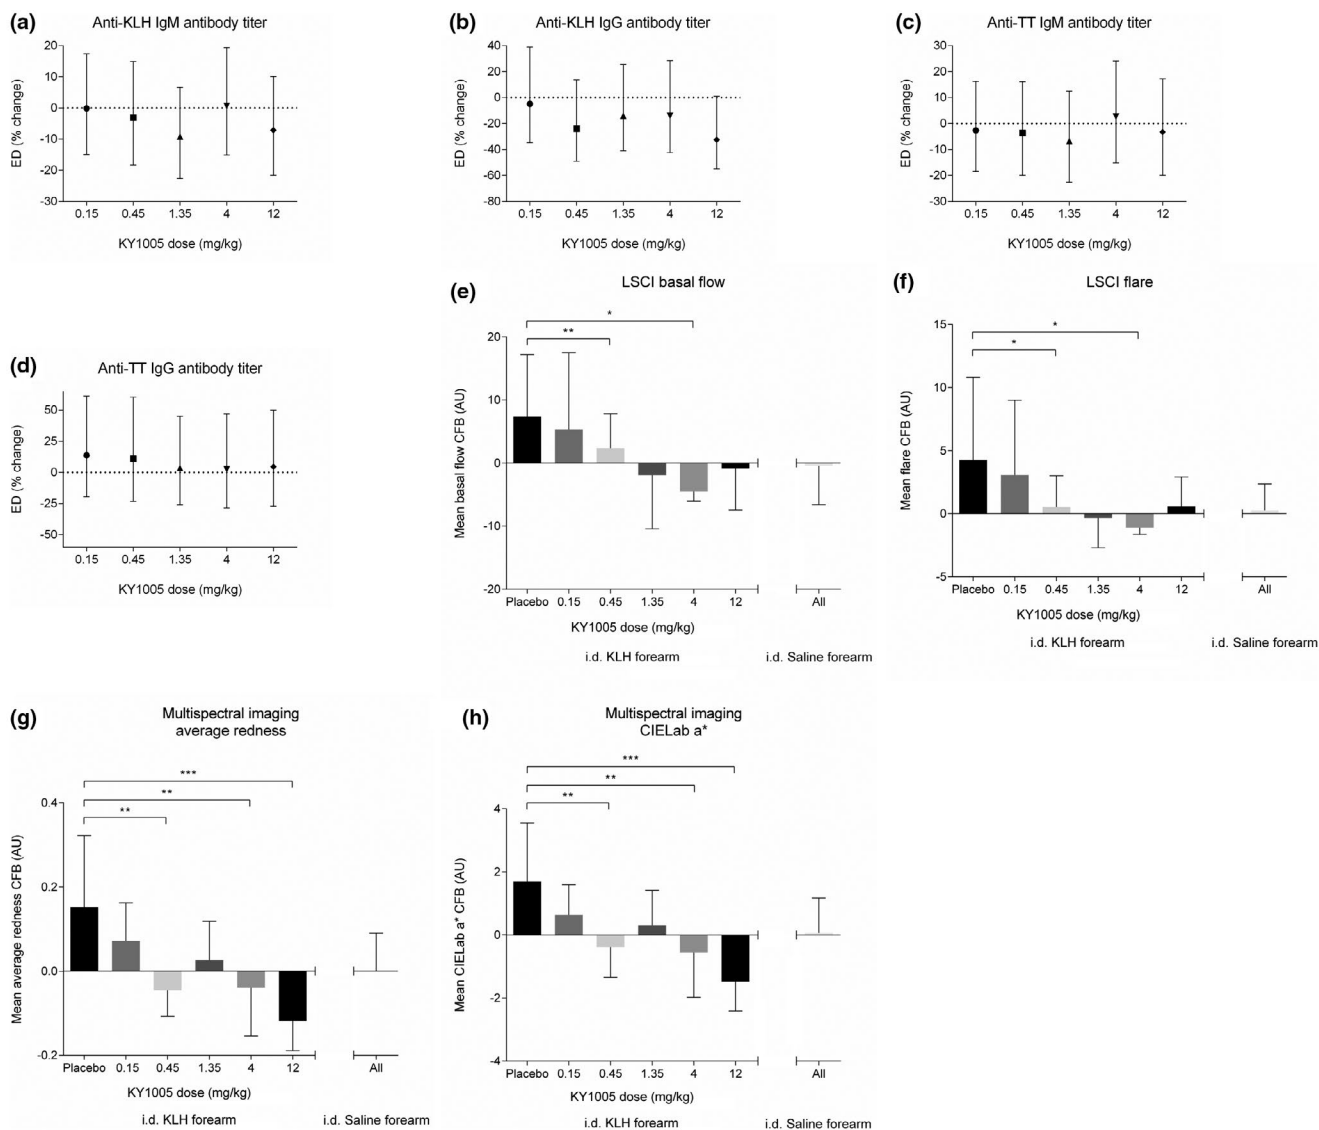 (a)
Anti-KLH IgM antibody titer
ED (% change)
20
10
0
-10
-20
-30
0.15 0.45 1.35 4 12
KY1005 dose (mg/kg)
(b)
Anti-KLH IgG antibody titer
ED (% change)
40
20
0
-20
-40
-60
-80
0.15 0.45 1.35 4 12
KY1005 dose (mg/kg)
(c)
Anti-TT IgM antibody titer
ED (% change)
30
20
10
0
-10
-20
-30
0.15 0.45 1.35 4 12
KY1005 dose (mg/kg)
(d)
Anti-TT IgG antibody titer
ED (% change)
50
25
0
-25
-50
0.15 0.45 1.35 4 12
KY1005 dose (mg/kg)
(e)
LSCI basal flow
*
**
Mean basal flow CFB (AU)
20
10
0
-10
-20
Placebo 0.15 0.45 1.35 4 12 All
KY1005 dose (mg/kg)
i.d. KLH forearm i.d. Saline forearm
(f)
LSCI flare
*
*
Mean flare CFB (AU)
15
10
5
0
-5
Placebo 0.15 0.45 1.35 4 12 All
KY1005 dose (mg/kg)
i.d. KLH forearm i.d. Saline forearm
(g)
Multispectral imaging
average redness
***
**
**
Mean average redness CFB (AU)
0.4
0.2
0.0
-0.2
Placebo 0.15 0.45 1.35 4 12 All
KY1005 dose (mg/kg)
i.d. KLH forearm i.d. Saline forearm
(h)
Multispectral imaging
CIELab a*
***
**
**
Mean CIELab a* CFB (AU)
4
2
0
-2
-4
Placebo 0.15 0.45 1.35 4 12 All
KY1005 dose (mg/kg)
i.d. KLH forearm i.d. Saline forearm